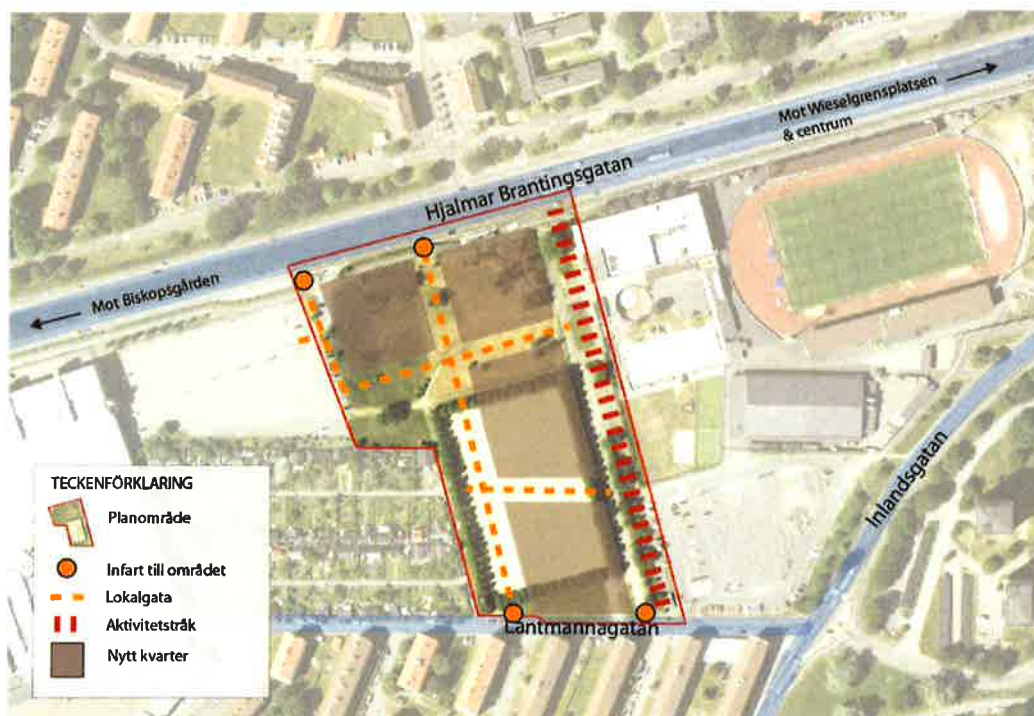 Mot Wieselgrensplatsen
& centrum
Hjalmar Brantingsgatan
Mot Biskopsgården
Inlandsgatan
Lantmannagatan
TECKENFÖRKLARING
Planområde
Infart till området
Lokalgata
Aktivitetstråk
Nytt kvarter